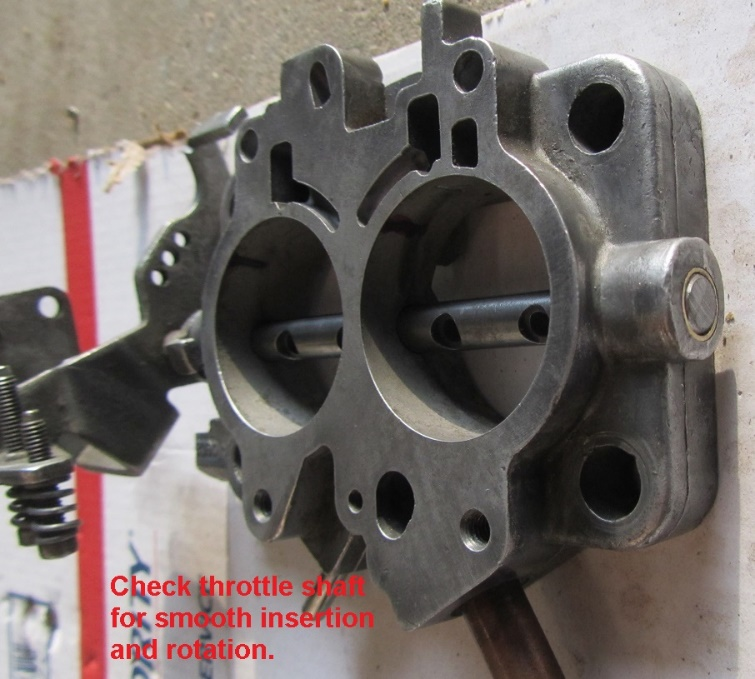 Check throttle shaft
for smooth insertion
and rotation.